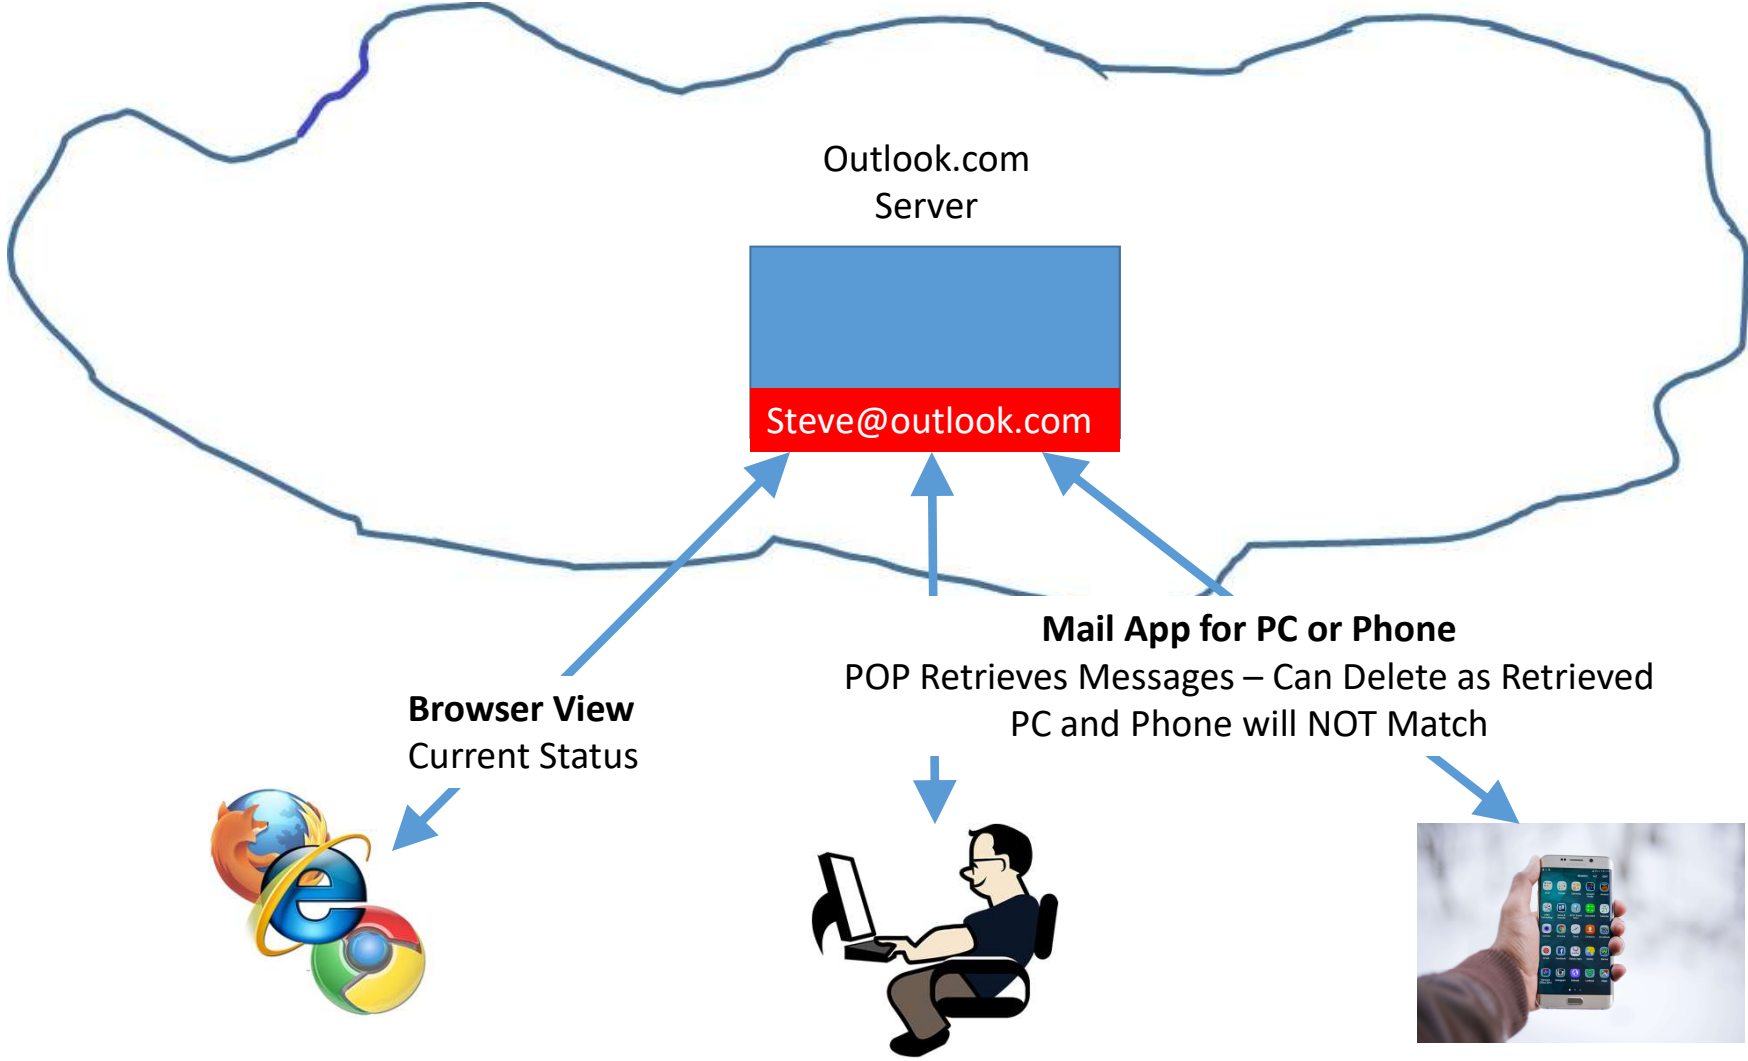 Outlook.com
Server
Steve@outlook.com
Mail App for PC or Phone
POP Retrieves Messages – Can Delete as Retrieved
PC and Phone will NOT Match
Browser View
Current Status